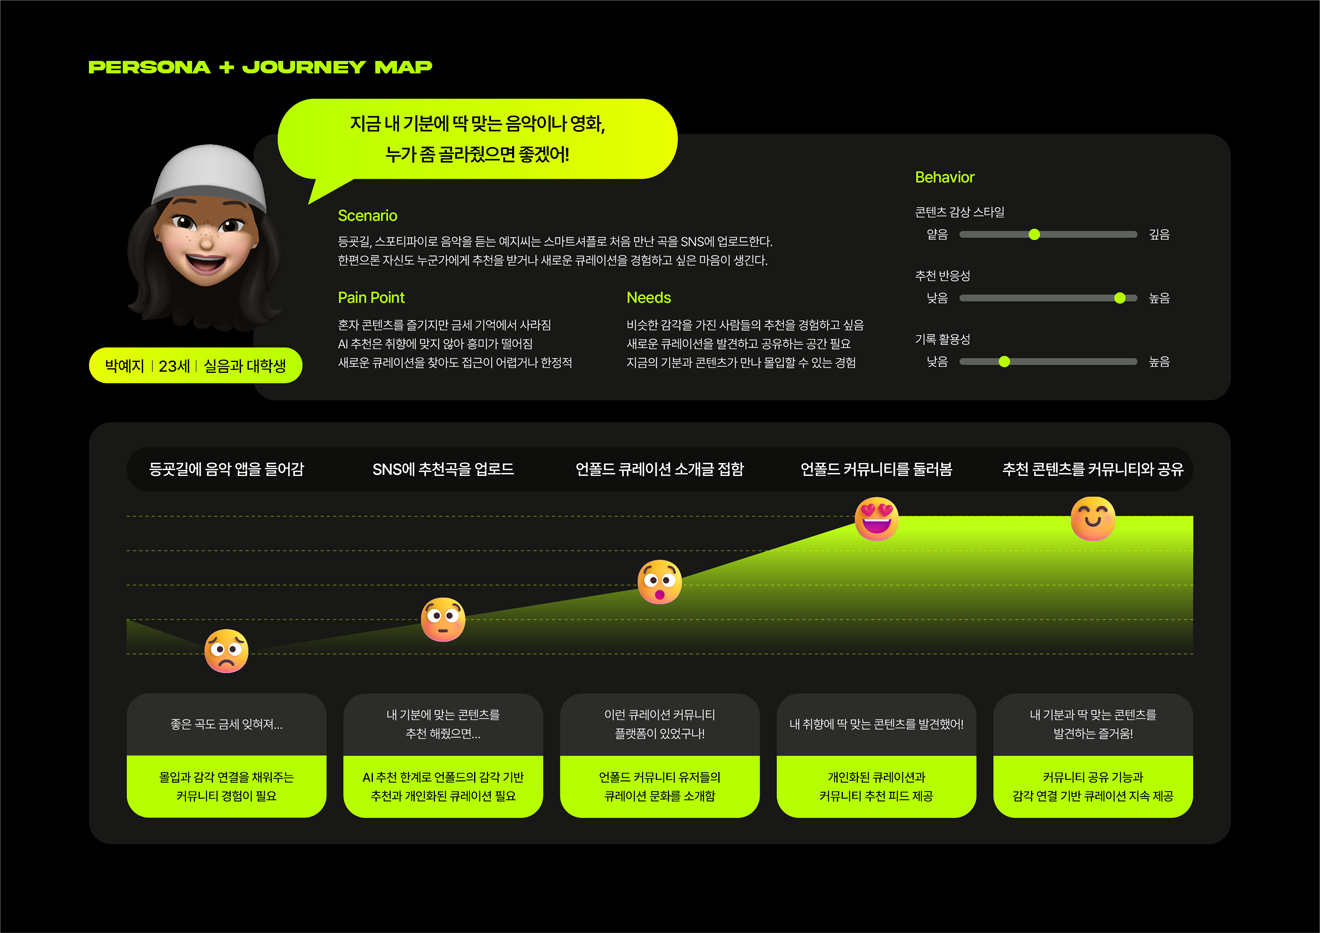 PERSONA + JOURNEY MAP
지금 내 기분에 딱 맞는 음악이나 영화,
누가 좀 골라줬으면 좋겠어!
박예지 | 23세 | 실음과 대학생
Scenario
등굣길, 스포티파이로 음악을 듣는 예지씨는 스마트셔플로 처음 만난 곡을 SNS에 업로드한다.
한편으론 자신도 누군가에게 추천을 받거나 새로운 큐레이션을 경험하고 싶은 마음이 생긴다.
Pain Point
혼자 콘텐츠를 즐기지만 금세 기억에서 사라짐
AI 추천은 취향에 맞지 않아 흥미가 떨어짐
새로운 큐레이션을 찾아도 접근이 어렵거나 한정적
Needs
비슷한 감각을 가진 사람들의 추천을 경험하고 싶음
새로운 큐레이션을 발견하고 공유하는 공간 필요
지금의 기분과 콘텐츠가 만나 몰입할 수 있는 경험
Behavior
콘텐츠 감상 스타일
얕음 깊음
추천 반응성
낮음 높음
기록 활용성
낮음 높음
등굣길에 음악 앱을 들어감
SNS에 추천곡을 업로드
언폴드 큐레이션 소개글 접함
언폴드 커뮤니티를 둘러봄
추천 콘텐츠를 커뮤니티와 공유
좋은 곡도 금세 잊혀져...
몰입과 감각 연결을 채워주는
커뮤니티 경험이 필요
내 기분에 맞는 콘텐츠를
추천 해줬으면...
AI 추천 한계로 언폴드의 감각 기반
추천과 개인화된 큐레이션 필요
이런 큐레이션 커뮤니티
플랫폼이 있었구나!
언폴드 커뮤니티 유저들의
큐레이션 문화를 소개함
내 취향에 딱 맞는 콘텐츠를 발견했어!
개인화된 큐레이션과
커뮤니티 추천 피드 제공
내 기분과 딱 맞는 콘텐츠를
발견하는 즐거움!
커뮤니티 공유 기능과
감각 연결 기반 큐레이션 지속 제공